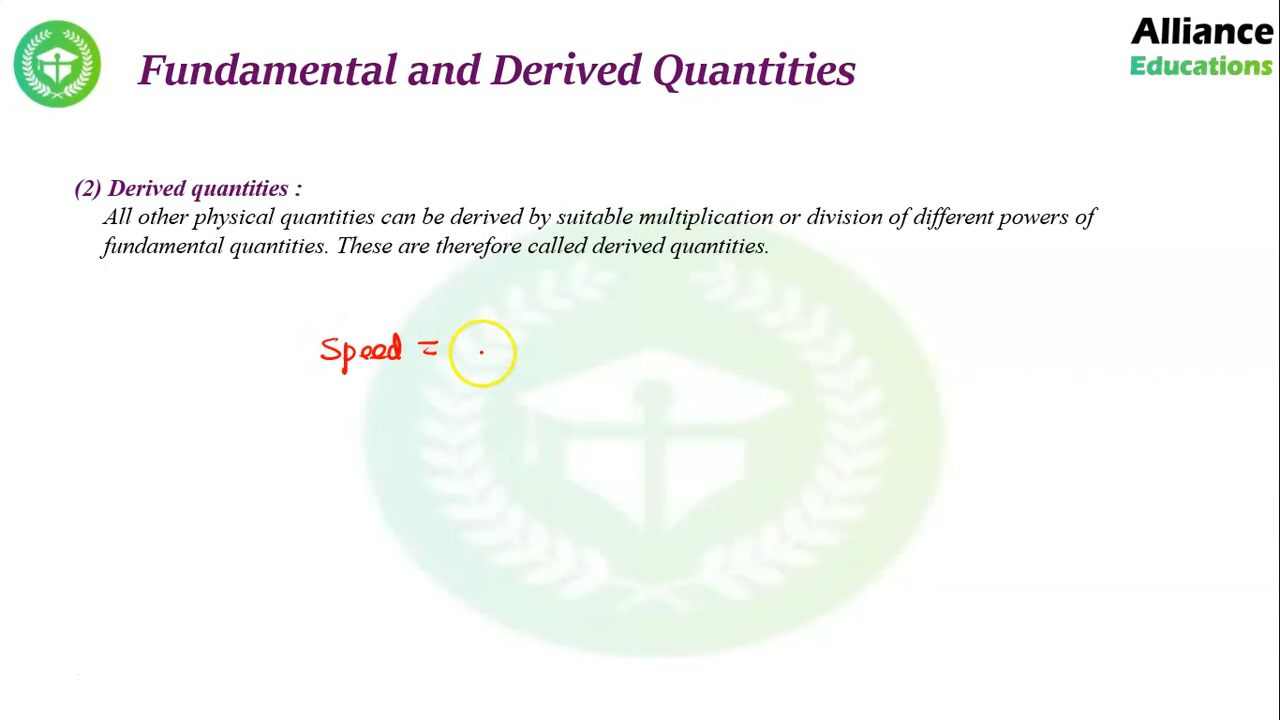 Fundamental and Derived Quantities
Alliance
Educations
(2) Derived quantities :
All other physical quantities can be derived by suitable multiplication or division of different powers of
fundamental quantities. These are therefore called derived quantities.
Speed =